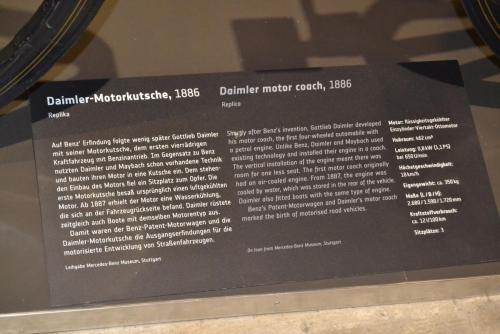 Daimler-Motorkutsche, 1886
Replika
Auf Benz' Erfindung folgte wenig später Gottlieb Daimler
mit seiner Motorkutsche, dem ersten vierrädrigen
Kraftfahrzeug mit Benzinantrieb. Im Gegensatz zu Benz
nutzten Daimler und Maybach schon vorhandene Technik
und bauten ihren Motor in eine Kutsche ein. Dem stehen-
den Einbau des Motors fiel ein Sitzplatz zum Opfer. Die
erste Motorkutsche besaß ursprünglich einen luftgekühlten
Motor. Ab 1887 erhielt der Motor eine Wasserkühlung,
die sich an der Fahrzeugrückseite befand. Daimler rüstete
zeitgleich auch Boote mit demselben Motorentyp aus.
Damit waren der Benz-Patent-Motorwagen und die
Daimler-Motorkutsche die Ausgangserfindungen für die
motorisierte Entwicklung von Straßenfahrzeugen.
Leihgabe Mercedes-Benz Museum, Stuttgart
Daimler motor coach, 1886
Replica
Shortly after Benz's invention, Gottlieb Daimler developed
his motor coach, the first four-wheeled automobile with
a petrol engine. Unlike Benz, Daimler and Maybach used
existing technology and installed their engine in a coach.
The vertical installation of the engine meant there was
room for one less seat. The first motor coach originally
had an air-cooled engine. From 1887, the engine was
cooled by water, which was stored in the rear of the vehicle.
Daimler also fitted boats with the same type of engine.
Benz's Patent-Motorwagen and Daimler's motor coach
marked the birth of motorised road vehicles.
On loan from Mercedes-Benz Museum, Stuttgart
Motor: flüssigkeitsgekühlter
Einzylinder-Viertakt-Ottomotor
Hubraum: 462 cm³
Leistung: 0,8 kW (1,1 PS)
bei 650 U/min
Höchstgeschwindigkeit:
18 km/h
Eigengewicht: ca. 350 kg
Maße (L/B/H):
Kraftstoffverbrauch:
ca. 12 l/100 km
Sitzplätze: 3